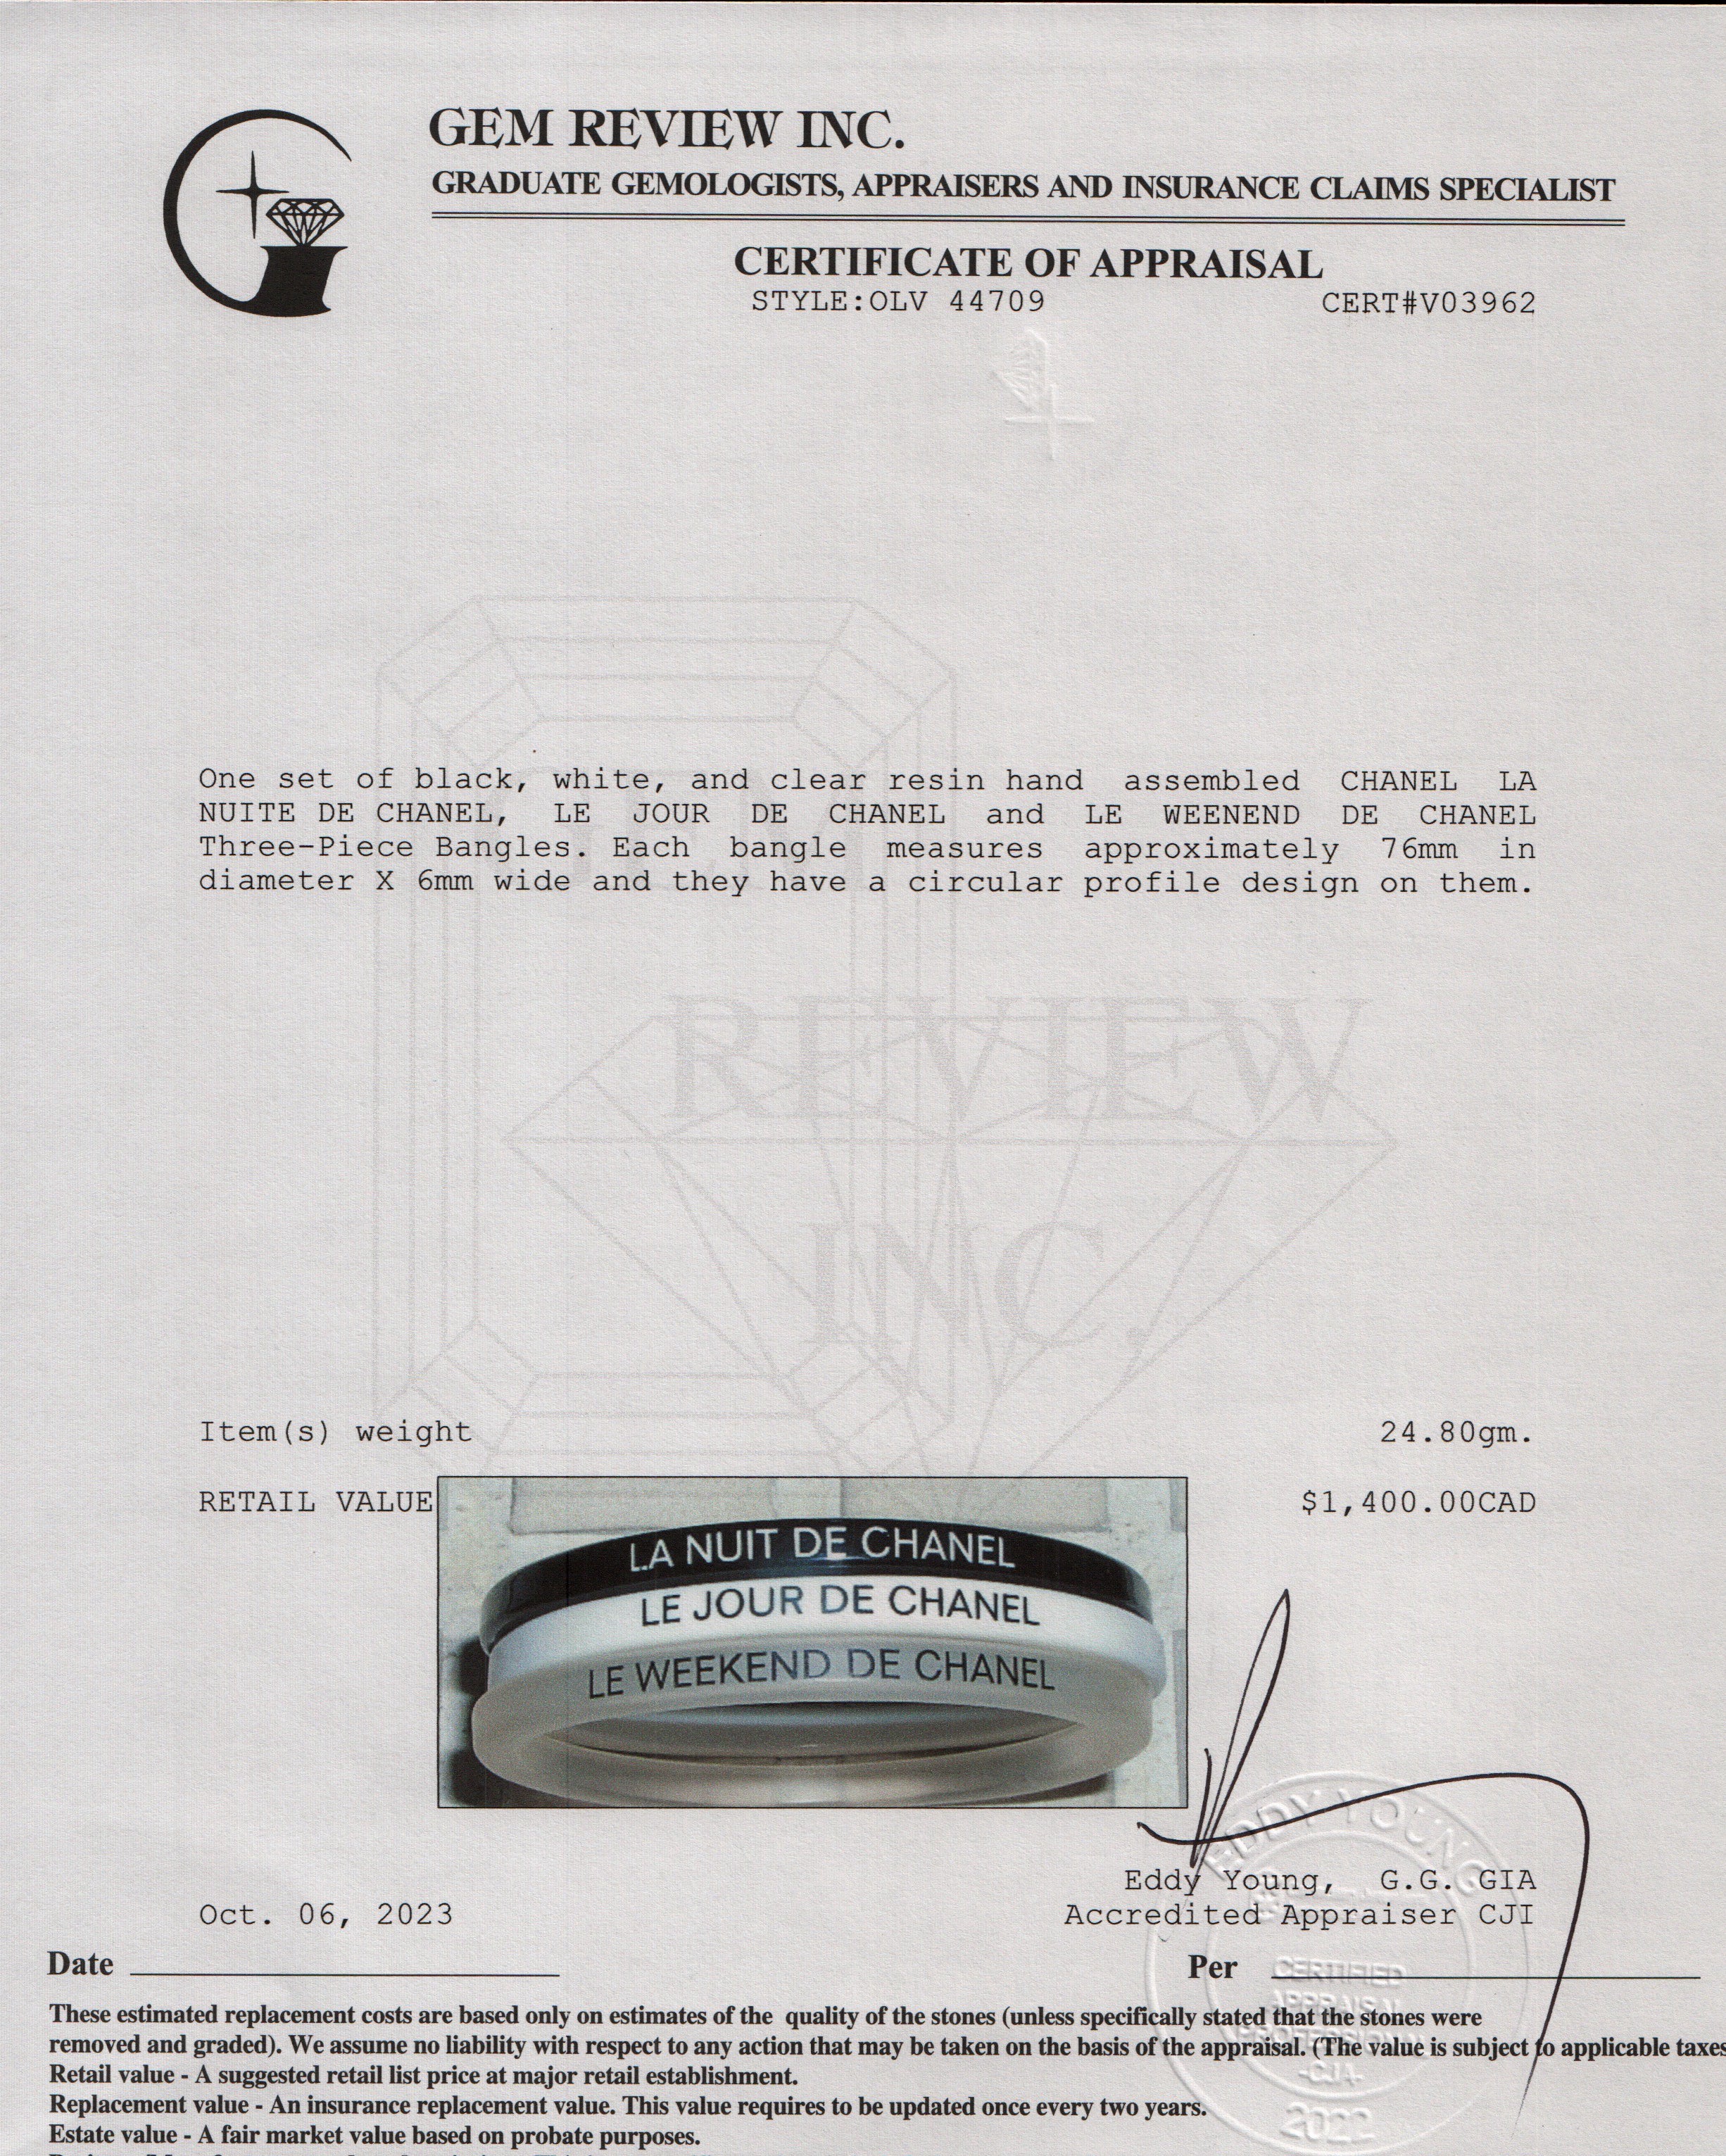 GEM REVIEW INC.
GRADUATE GEMOLOGISTS, APPRAISERS AND INSURANCE CLAIMS SPECIALIST
CERTIFICATE OF APPRAISAL
STYLE:OLV 44709 CERT#V03962
One set of black, white, and clear resin hand assembled CHANEL LA
NUITE DE CHANEL, LE JOUR DE CHANEL and LE WEENEND DE CHANEL
Three-Piece Bangles. Each bangle measures approximately 76mm in
diameter X 6mm wide and they have a circular profile design on them.
REVIEW
INC.
Item(s) weight 24.80gm.
RETAIL VALUE $1,400.00CAD
LA NUIT DE CHANEL
LE JOUR DE CHANEL
LE WEEKEND DE CHANEL
EDDY YOUNG
Eddy Young, G.G. GIA
Oct. 06, 2023 Accredited Appraiser CJI
Date Per
CERTIFIED
APPRAISAL
PROFESSIONAL
-CJA-
2022
These estimated replacement costs are based only on estimates of the quality of the stones (unless specifically stated that the stones were
removed and graded). We assume no liability with respect to any action that may be taken on the basis of the appraisal. (The value is subject to applicable taxes
Retail value - A suggested retail list price at major retail establishment.
Replacement value - An insurance replacement value. This value requires to be updated once every two years.
Estate value - A fair market value based on probate purposes.